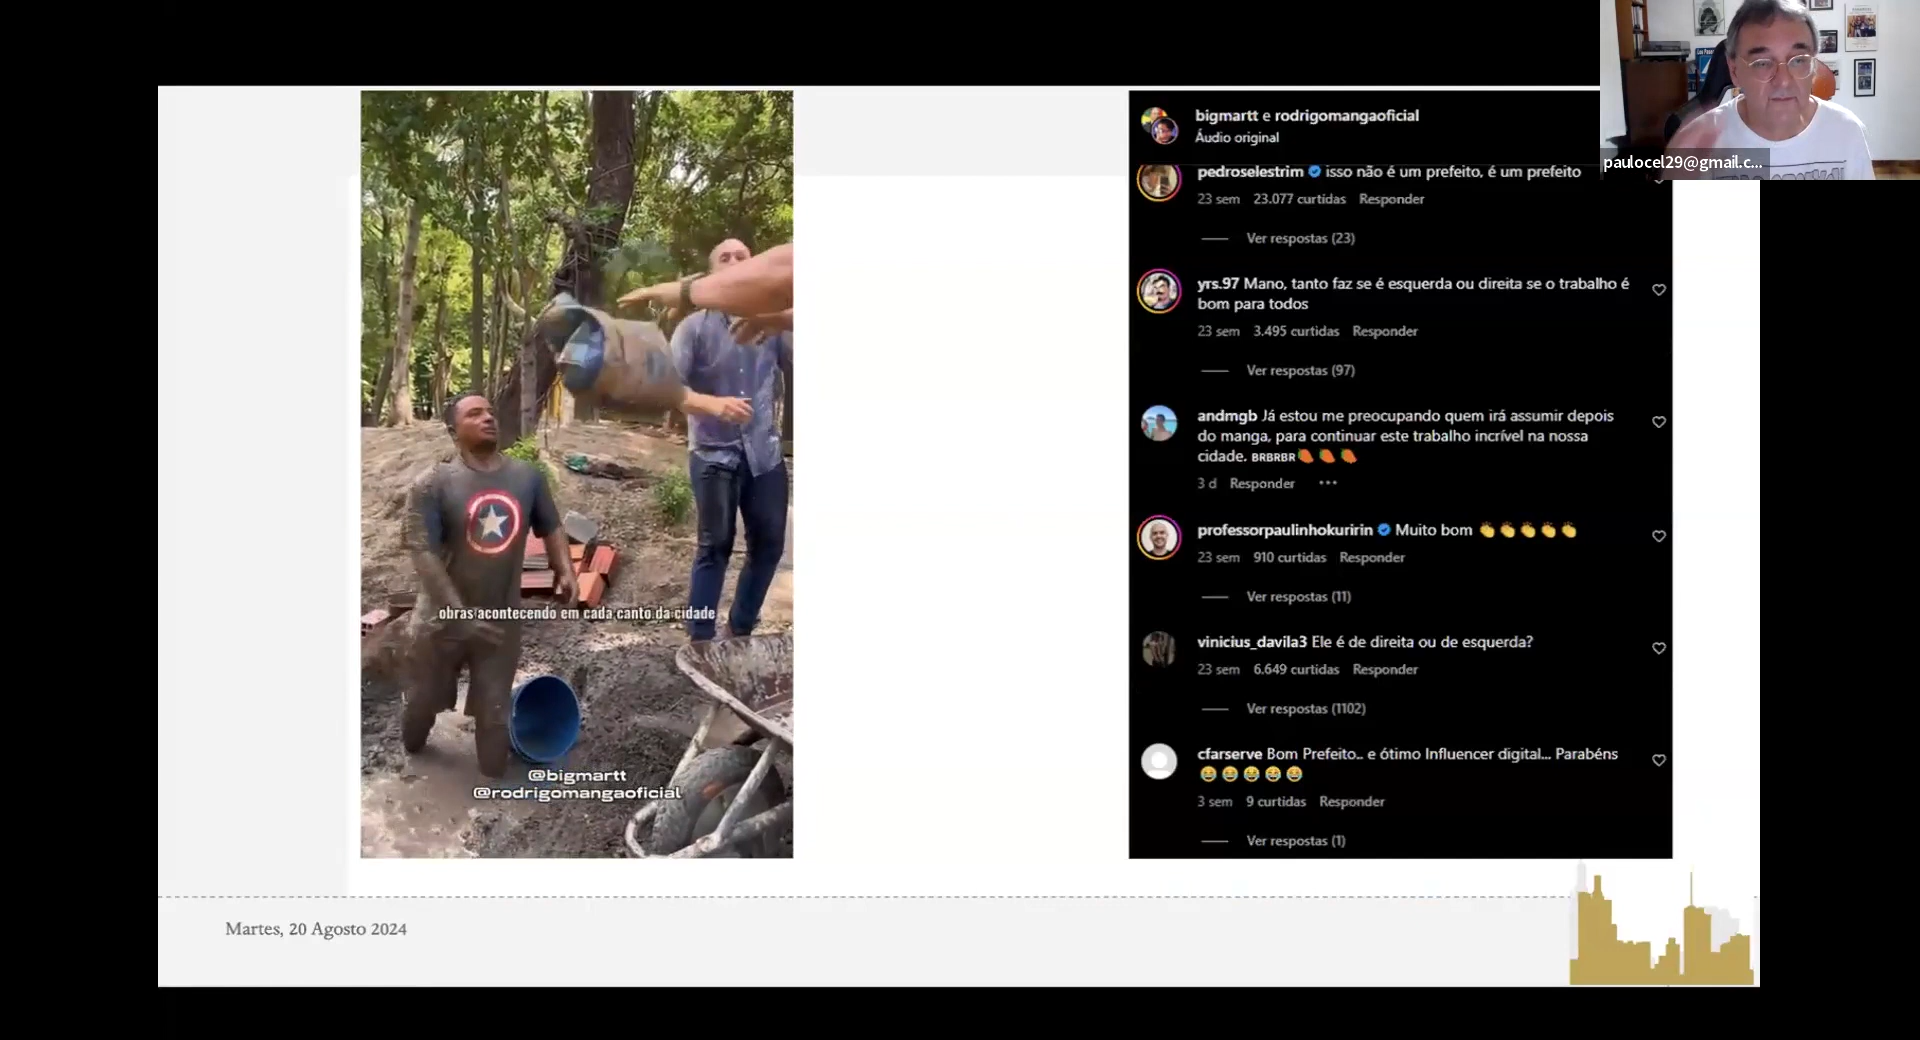 obras acontecendo em cada canto da cidade
@bigmartt
@rodrigomangaoficial
bigmartt e rodrigomangaoficial
Áudio original
pedroselestrim isso não é um prefeito, é um prefeito
23 sem 23.077 curtidas Responder
Ver respostas (23)
yrs.97 Mano, tanto faz se é esquerda ou direita se o trabalho é
bom para todos
23 sem 3.495 curtidas Responder
Ver respostas (97)
andmgb Já estou me preocupando quem irá assumir depois
do manga, para continuar este trabalho incrível na nossa
cidade. BRBRBR🥭🥭🥭
3 d Responder ···
professorpaulinhokuririn Muito bom 👏👏👏👏👏
23 sem 910 curtidas Responder
Ver respostas (11)
vinicius_davila3 Ele é de direita ou de esquerda?
23 sem 6.649 curtidas Responder
Ver respostas (1102)
cfarserve Bom Prefeito.. e ótimo Influencer digital... Parabéns
😂😂😂😂😂
3 sem 9 curtidas Responder
Ver respostas (1)
paulocel29@gmail.c...
Martes, 20 Agosto 2024